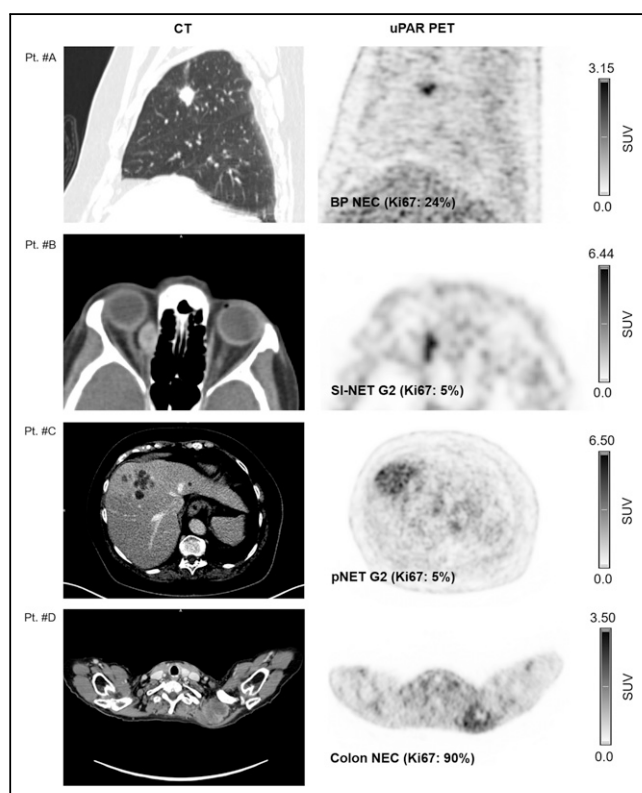 CT
uPAR PET
Pt. #A
3.15
SUV
0.0
BP NEC (Ki67: 24%)
Pt. #B
6.44
SUV
0.0
SI-NET G2 (Ki67: 5%)
Pt. #C
6.50
SUV
0.0
pNET G2 (Ki67: 5%)
Pt. #D
3.50
SUV
0.0
Colon NEC (Ki67: 90%)